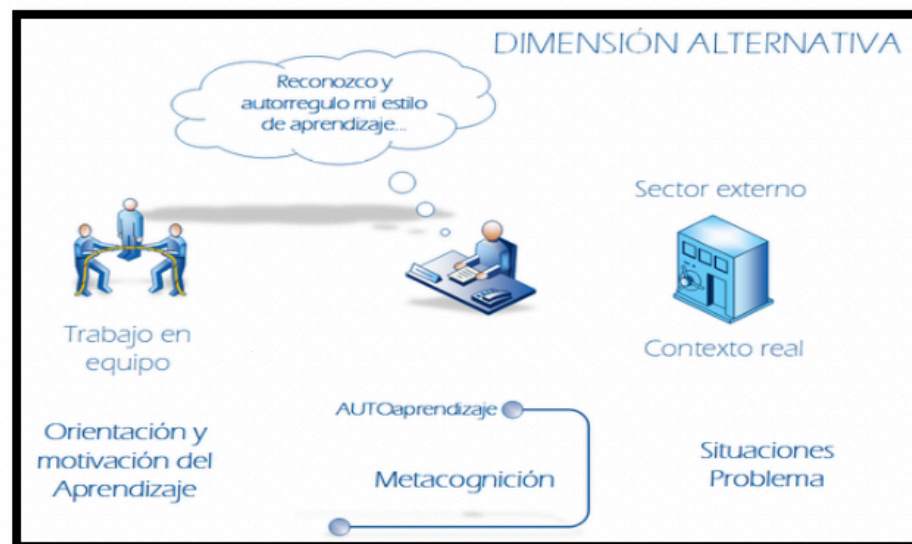 DIMENSIÓN ALTERNATIVA
Reconozco y
autorregulo mi estilo
de aprendizaje...
Sector externo
Trabajo en
equipo
Contexto real
AUTOaprendizaje
Orientación y
motivación del
Aprendizaje
Metacognición
Situaciones
Problema